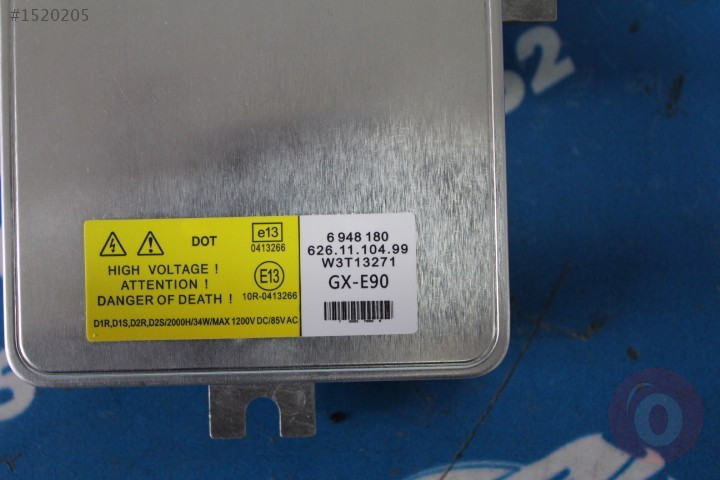 #1520205
62
DOT
e13
0413266
HIGH VOLTAGE !
ATTENTION !
DANGER OF DEATH !
E13
10R-0413266
D1R,D1S,D2R,D2S/2000H/34W/MAX 1200V DC/85V AC
6 948 180
626.11.104.99
W3T13271
GX-E90